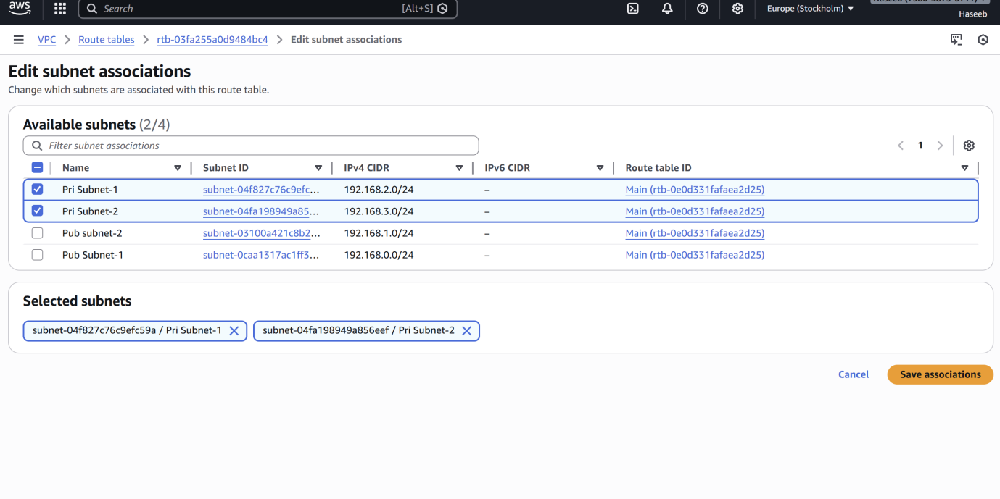 aws
Search [Alt+S] Europe (Stockholm) Haseeb
VPC Route tables rtb-03fa255a0d9484bc4 Edit subnet associations
Edit subnet associations
Change which subnets are associated with this route table.
Available subnets (2/4)
Filter subnet associations 1
Name Subnet ID IPv4 CIDR IPv6 CIDR Route table ID
Pri Subnet-1 subnet-04f827c76c9efc... 192.168.2.0/24 – Main (rtb-0e0d331fafaea2d25)
Pri Subnet-2 subnet-04fa198949a85... 192.168.3.0/24 – Main (rtb-0e0d331fafaea2d25)
Pub subnet-2 subnet-03100a421c8b2... 192.168.1.0/24 – Main (rtb-0e0d331fafaea2d25)
Pub Subnet-1 subnet-0caa1317ac1ff3... 192.168.0.0/24 – Main (rtb-0e0d331fafaea2d25)
Selected subnets
subnet-04f827c76c9efc59a / Pri Subnet-1 subnet-04fa198949a856eef / Pri Subnet-2
Cancel Save associations